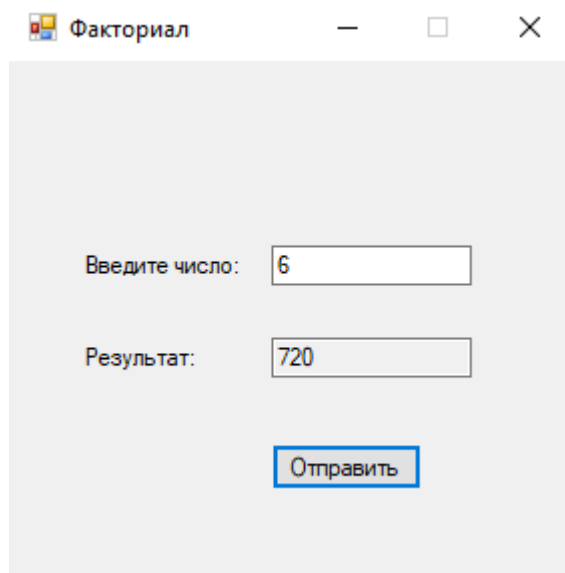 Факториал
Введите число: 6
Результат: 720
Отправить